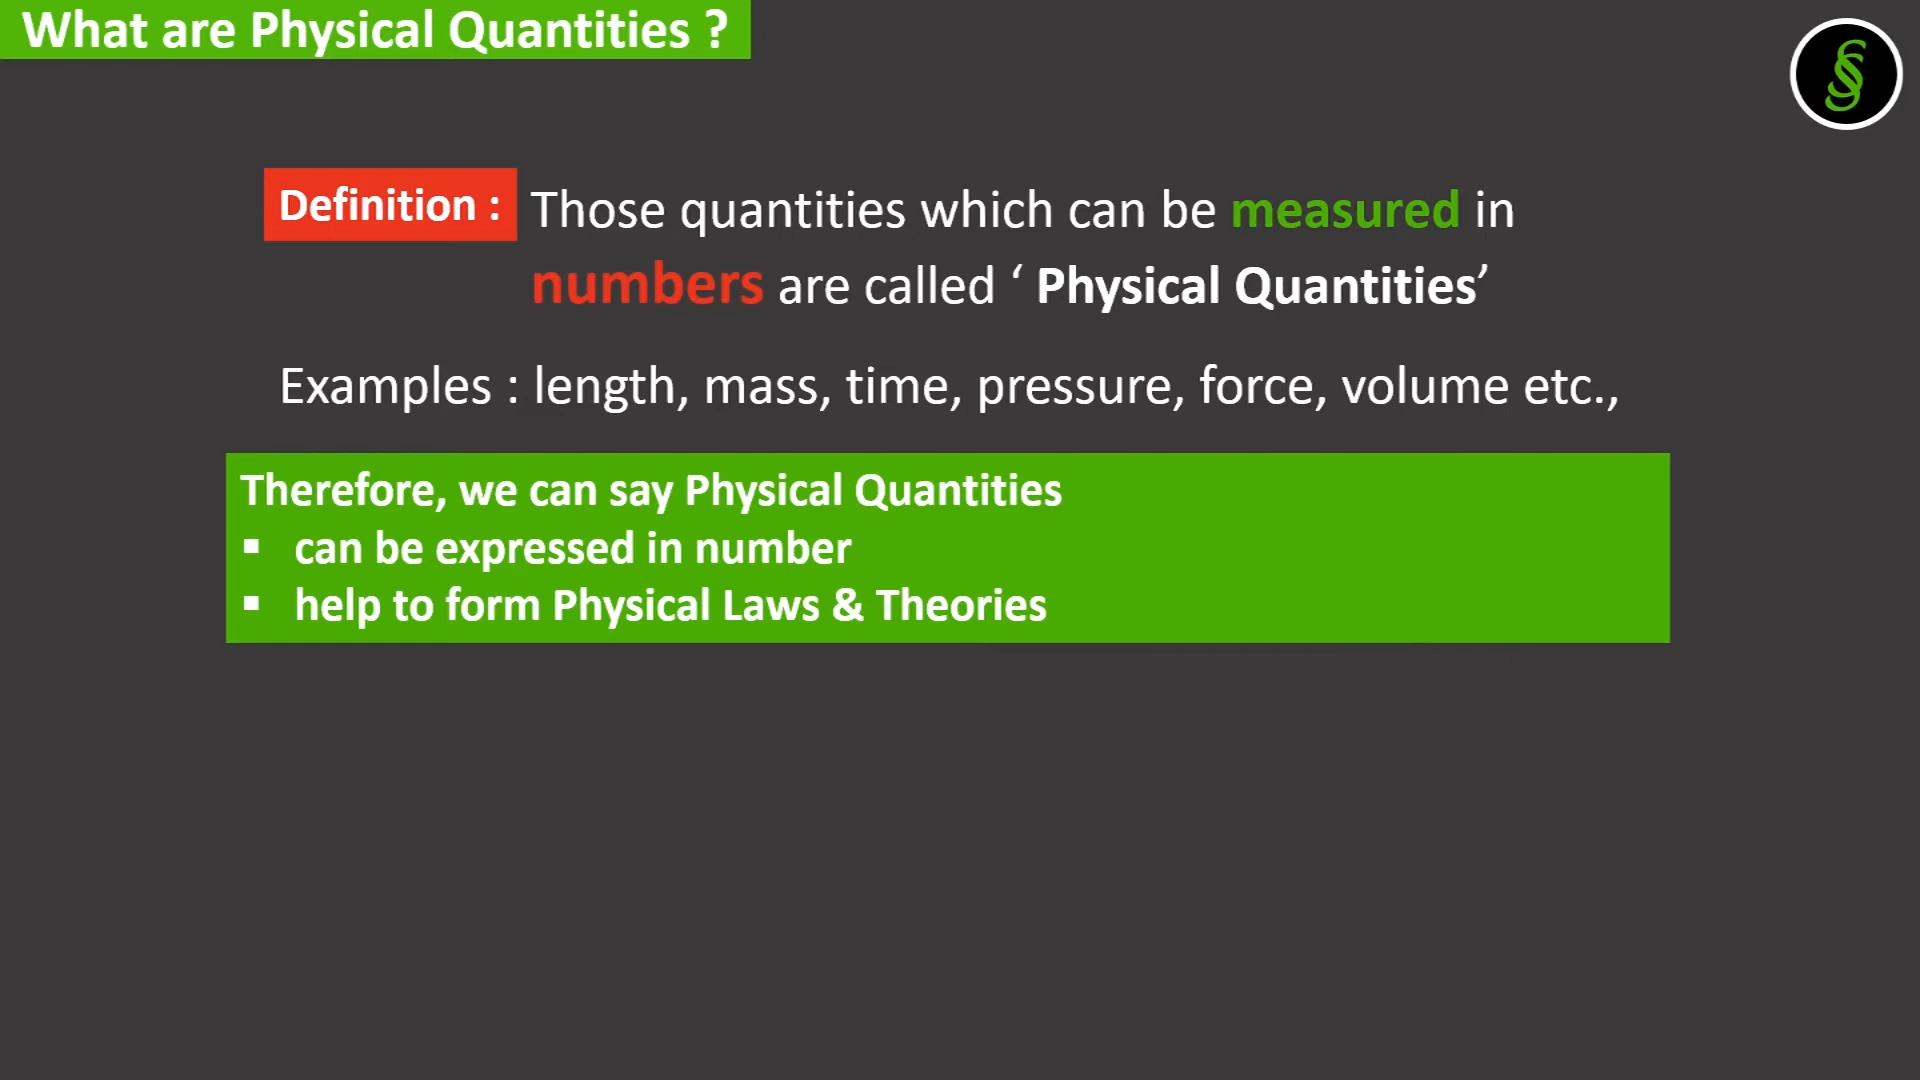 What are Physical Quantities ?
§
Definition : Those quantities which can be measured in
numbers are called ‘ Physical Quantities’
Examples : length, mass, time, pressure, force, volume etc.,
Therefore, we can say Physical Quantities
▪ can be expressed in number
▪ help to form Physical Laws & Theories